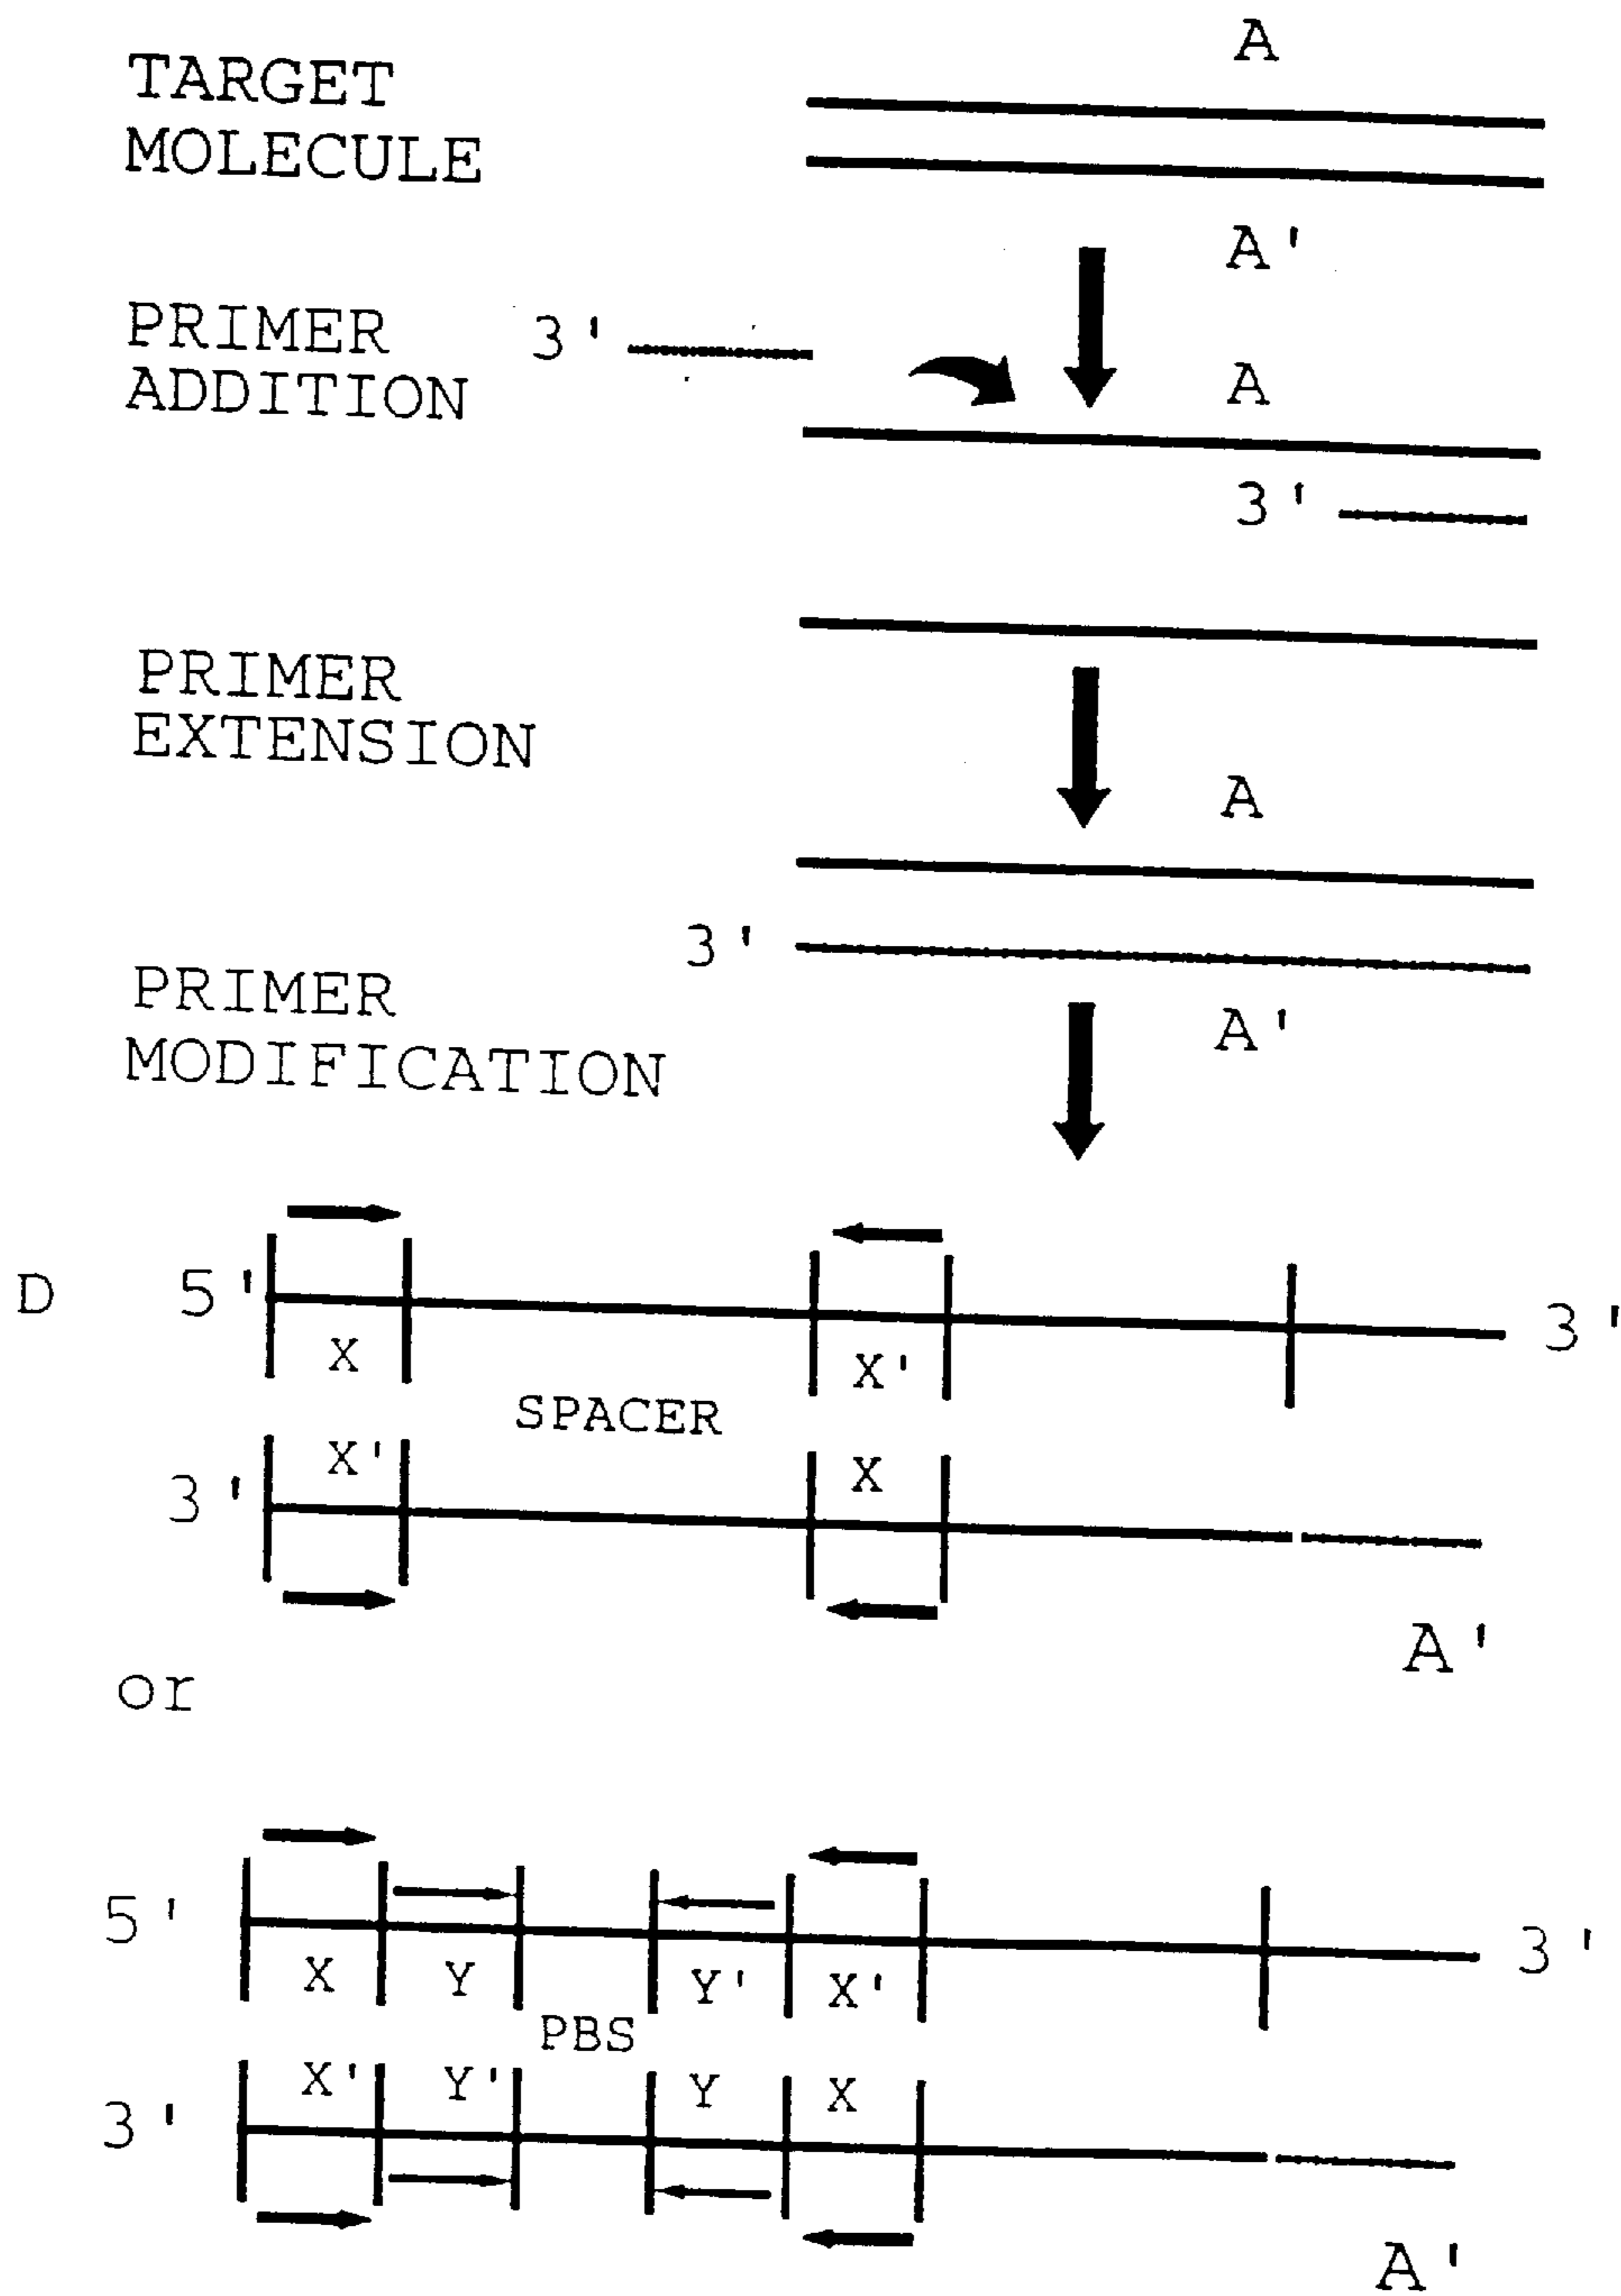 A
TARGET
MOLECULE
A'
PRIMER
ADDITION
3'
A
3'
PRIMER
EXTENSION
A
3'
PRIMER
MODIFICATION
A'
D 5' 3'
X X'
SPACER
X' X
3'
A'
or
5' 3'
X Y Y' X'
PBS
X' Y' Y X
3'
A'